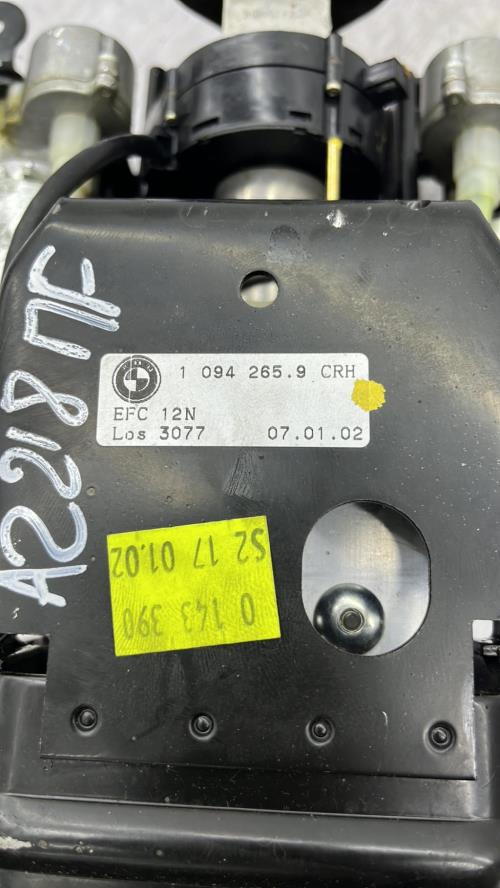 A2218ПF
1 094 265.9 CRH
EFC 12N
Los 3077 07.01.02
S2 17 01.02
0 143 390